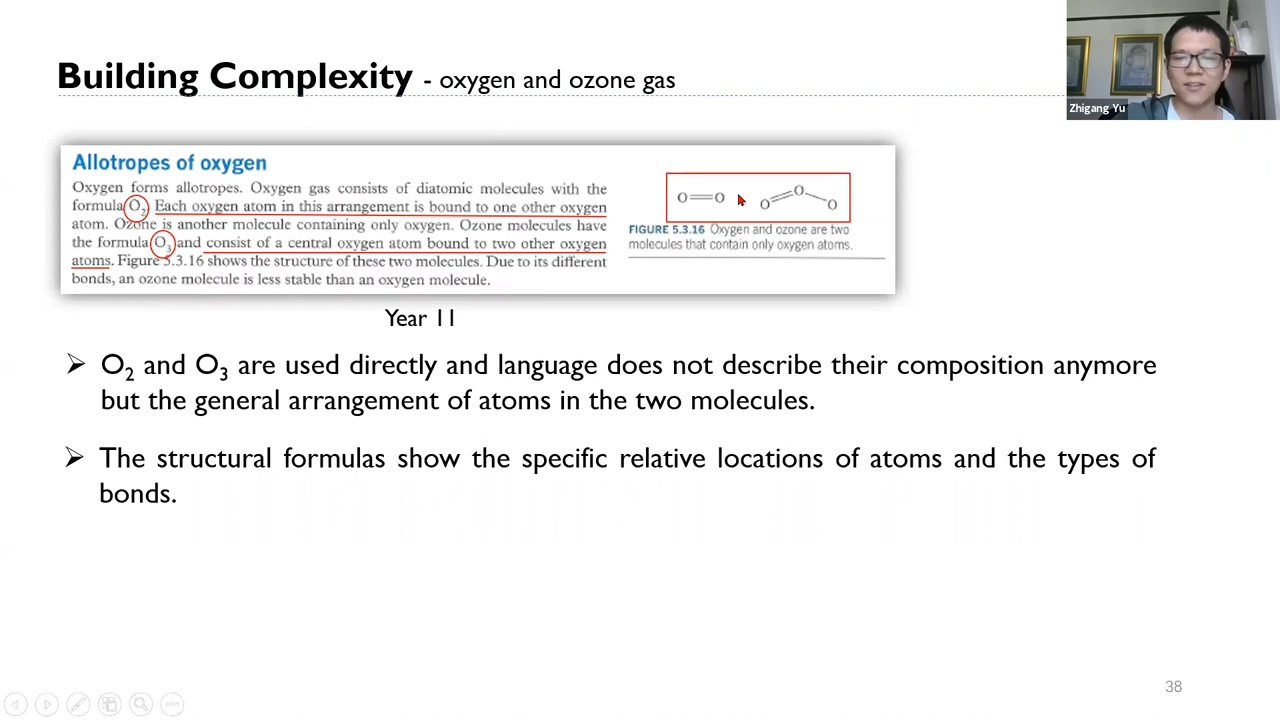 Building Complexity - oxygen and ozone gas
Zhigang Yu
Allotropes of oxygen
Oxygen forms allotropes. Oxygen gas consists of diatomic molecules with the
formula O₂. Each oxygen atom in this arrangement is bound to one other oxygen
atom. Ozone is another molecule containing only oxygen. Ozone molecules have
the formula O₃ and consist of a central oxygen atom bound to two other oxygen
atoms. Figure 5.3.16 shows the structure of these two molecules. Due to its different
bonds, an ozone molecule is less stable than an oxygen molecule.
O=O
O
O
O
FIGURE 5.3.16 Oxygen and ozone are two
molecules that contain only oxygen atoms.
Year 11
➢ O₂ and O₃ are used directly and language does not describe their composition anymore
but the general arrangement of atoms in the two molecules.
➢ The structural formulas show the specific relative locations of atoms and the types of
bonds.
38